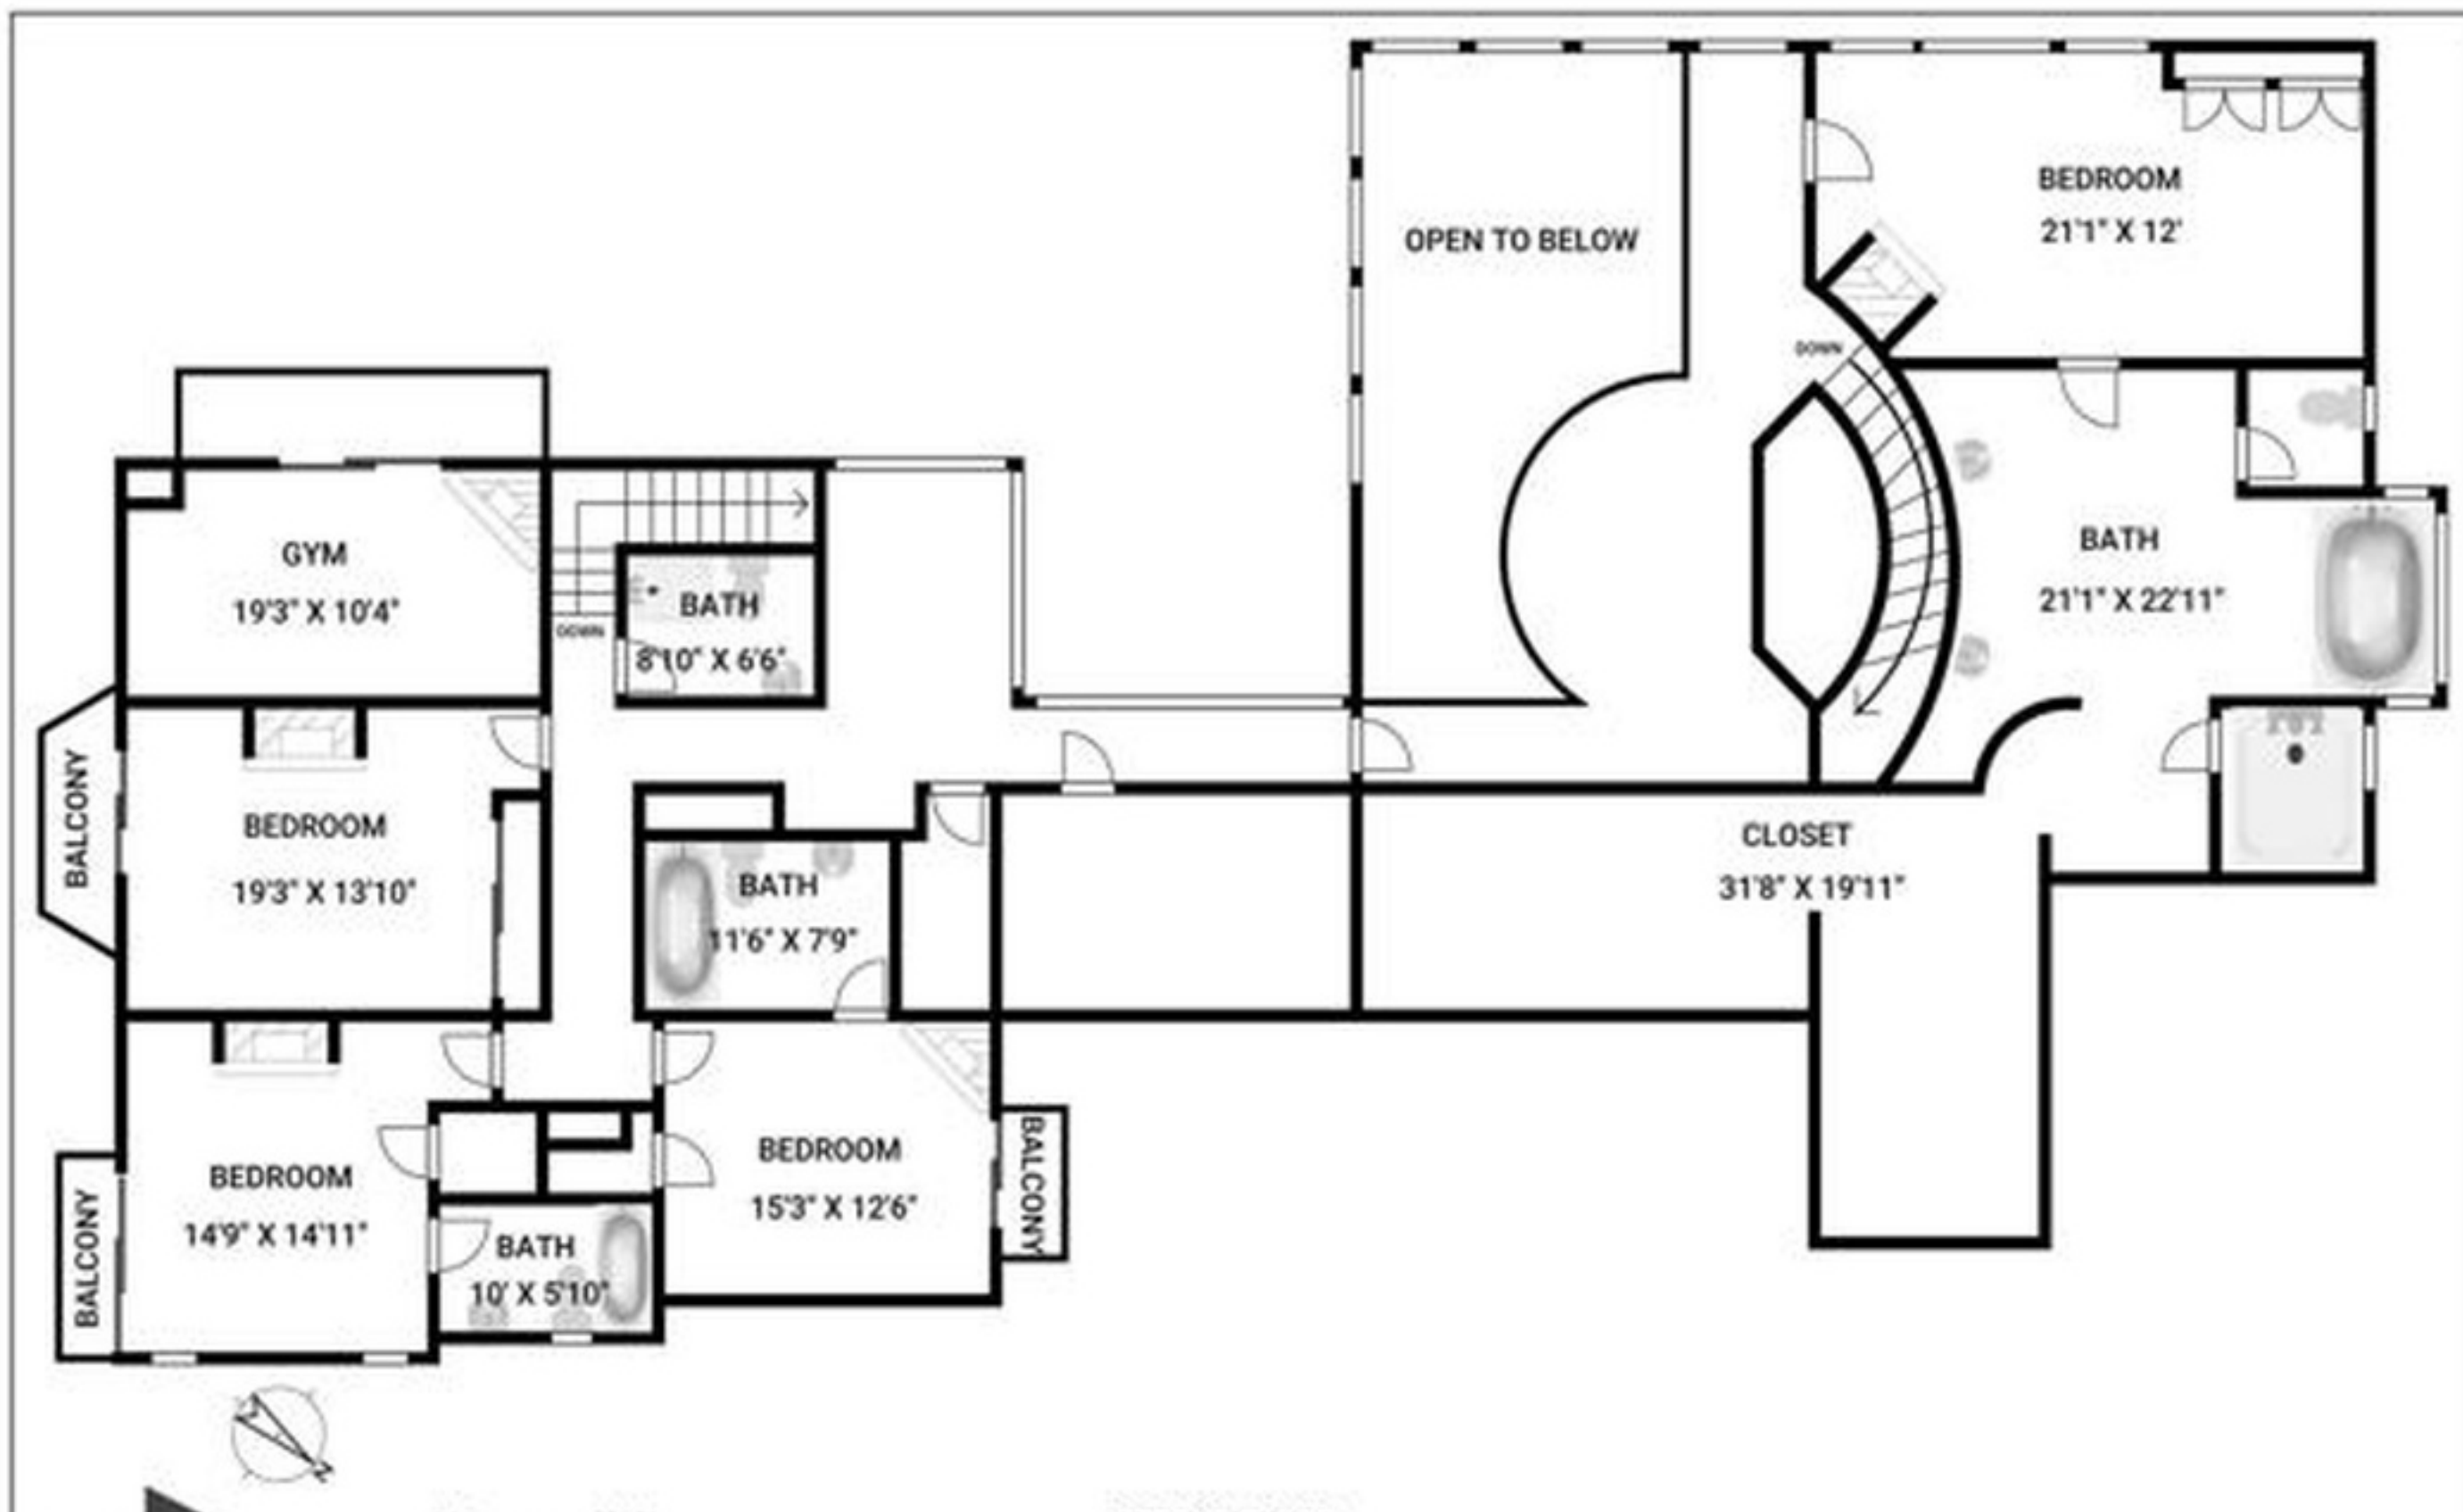 BEDROOM
21'1" X 12'
OPEN TO BELOW
DOWN
GYM
19'3" X 10'4"
BATH
8'10" X 6'6"
DOWN
BATH
21'1" X 22'11"
BALCONY
BEDROOM
19'3" X 13'10"
BATH
11'6" X 7'9"
CLOSET
31'8" X 19'11"
BALCONY
BEDROOM
14'9" X 14'11"
BATH
10' X 5'10"
BEDROOM
15'3" X 12'6"
BALCONY
N